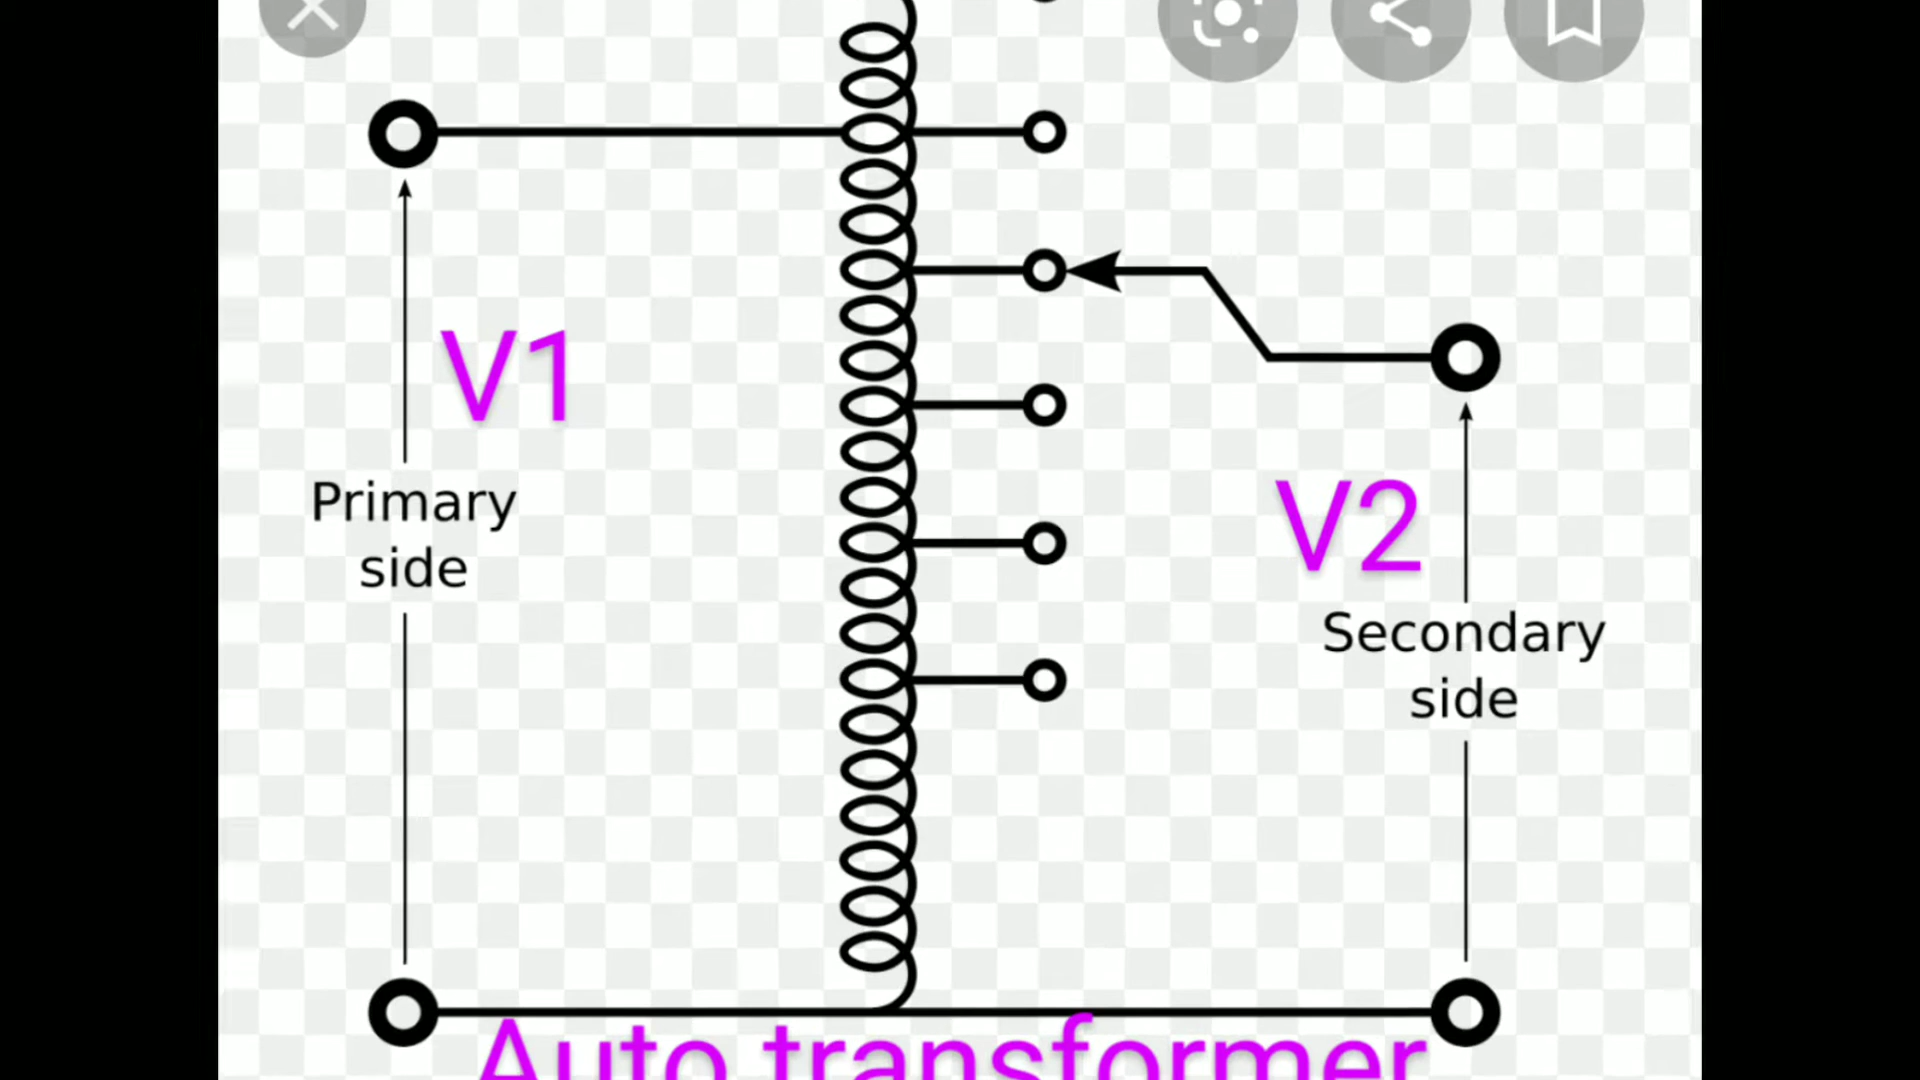 V1
Primary
side
V2
Secondary
side
Auto transformer